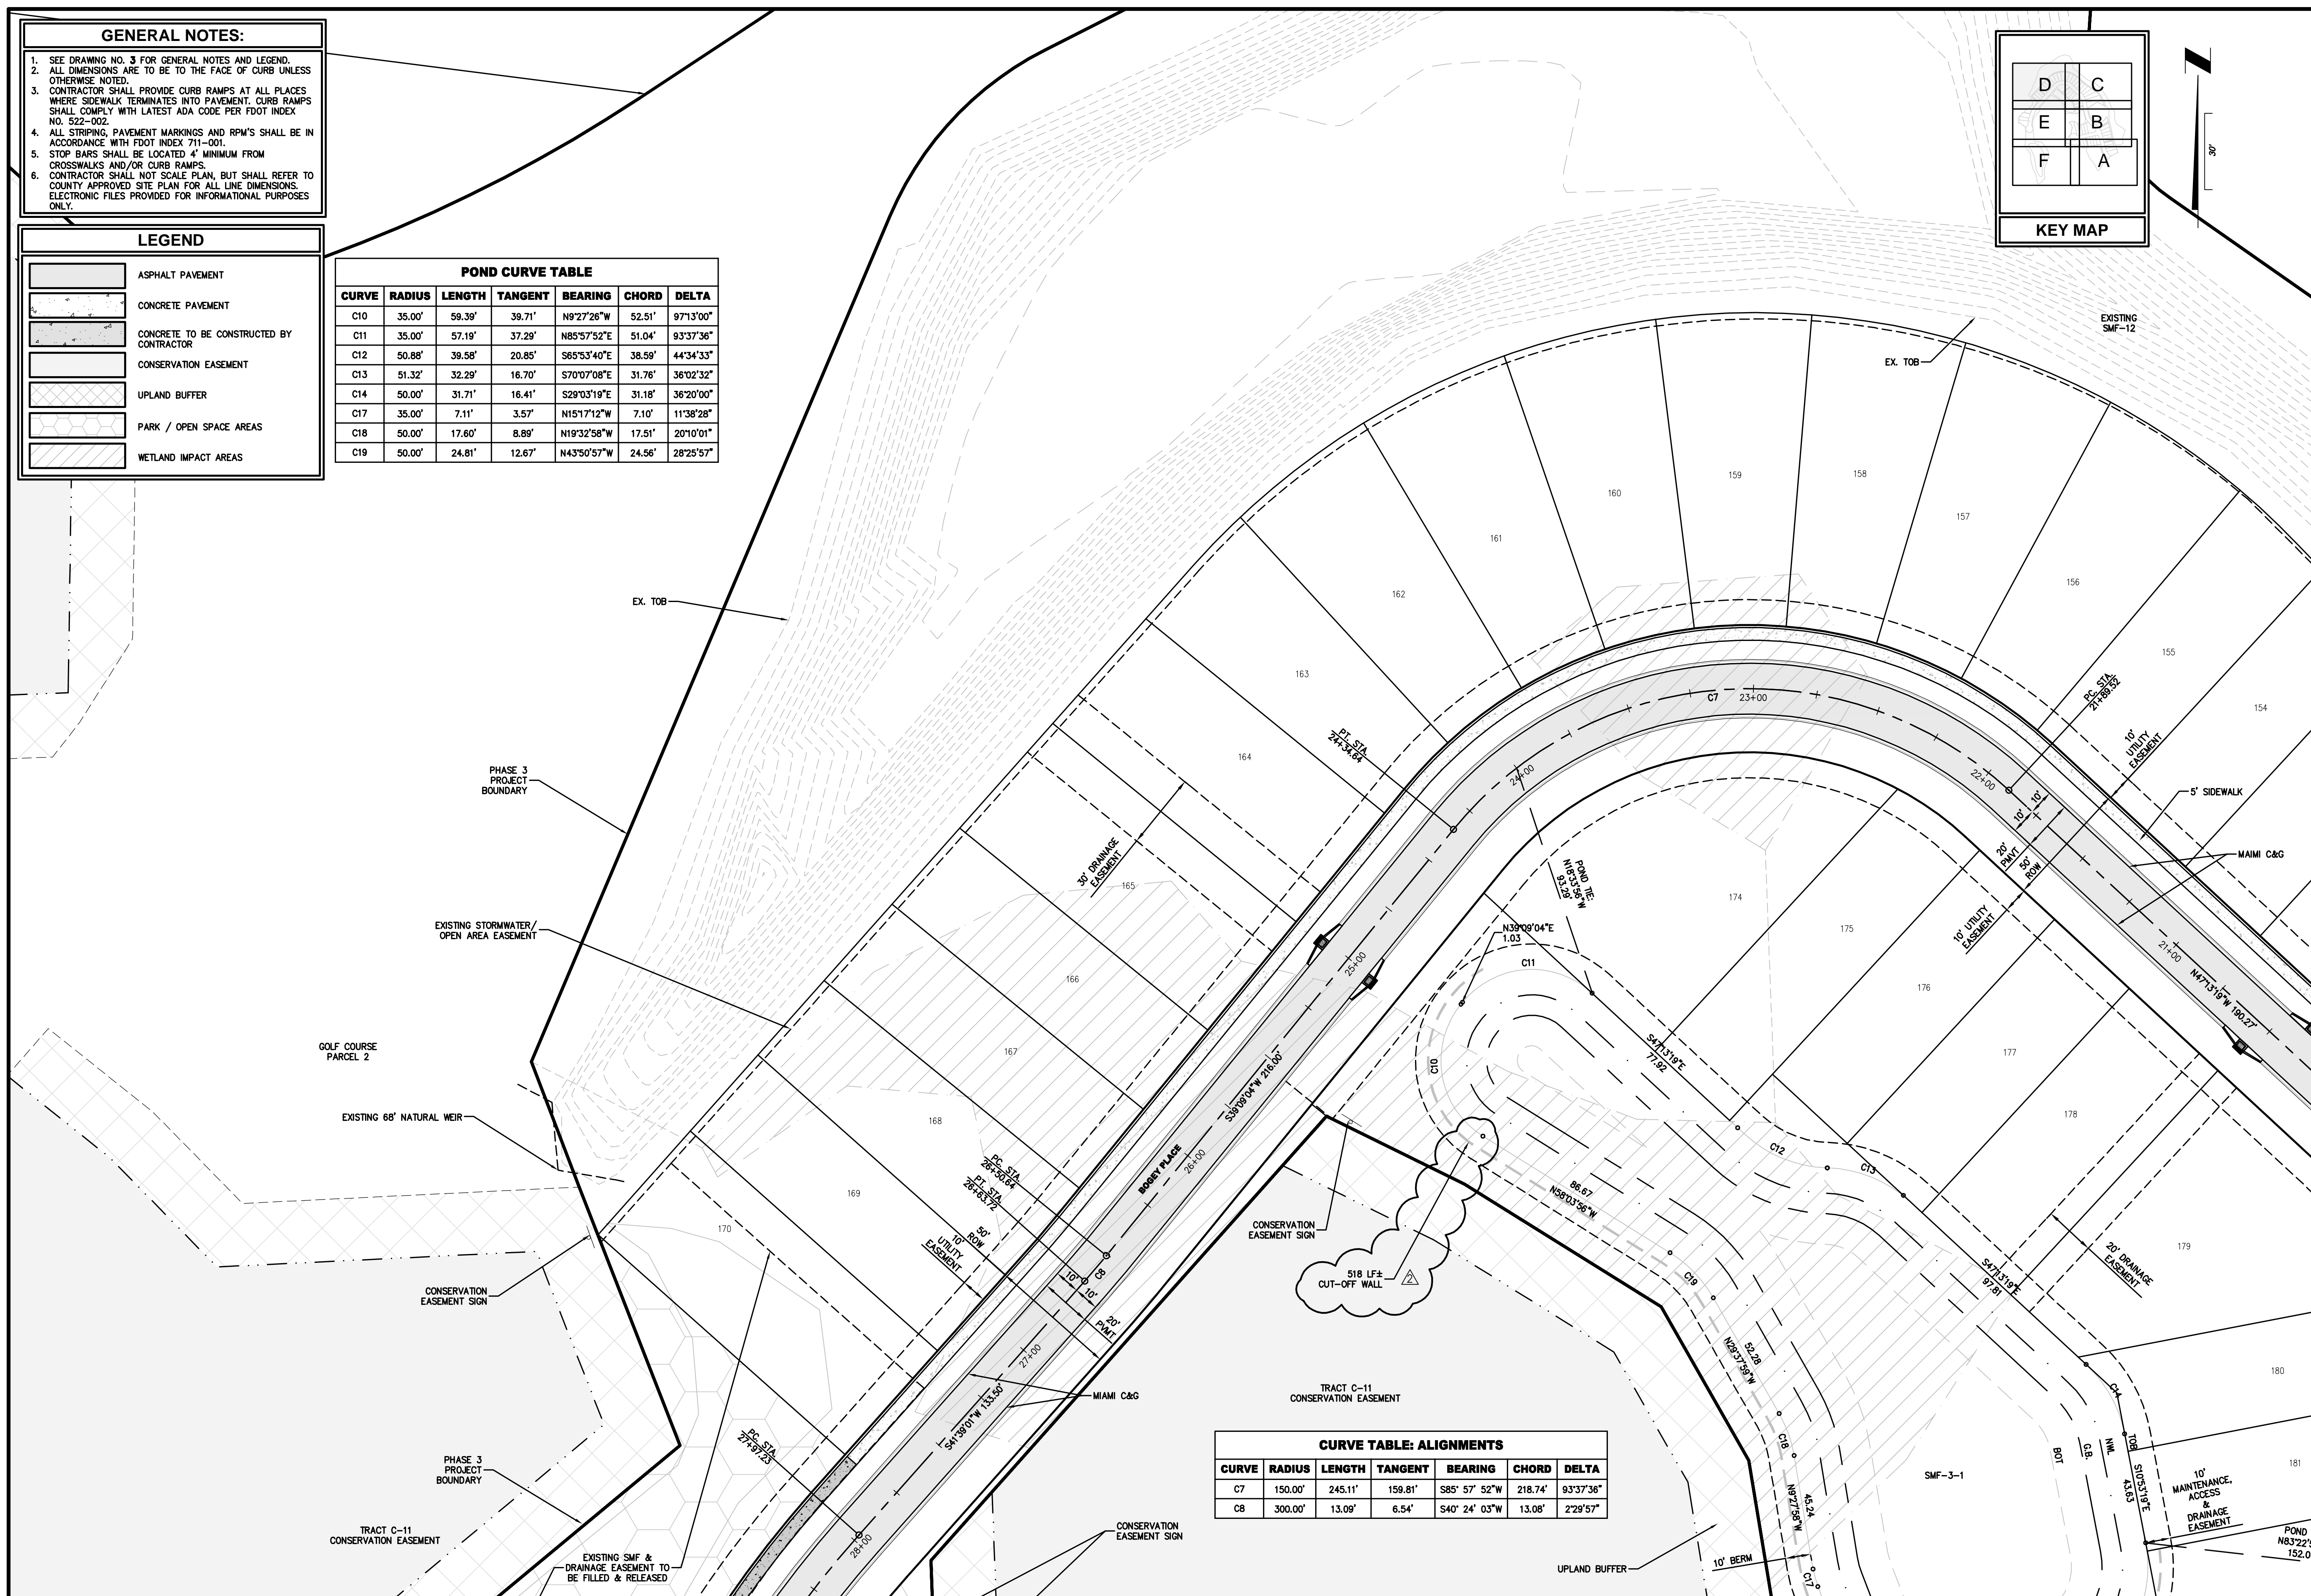 GENERAL NOTES:
1. SEE DRAWING NO. 3 FOR GENERAL NOTES AND LEGEND.
2. ALL DIMENSIONS ARE TO BE TO THE FACE OF CURB UNLESS
OTHERWISE NOTED.
3. CONTRACTOR SHALL PROVIDE CURB RAMPS AT ALL PLACES
WHERE SIDEWALK TERMINATES INTO PAVEMENT. CURB RAMPS
SHALL COMPLY WITH LATEST ADA CODE PER FDOT INDEX
NO. 522-002.
4. ALL STRIPING, PAVEMENT MARKINGS AND RPM'S SHALL BE IN
ACCORDANCE WITH FDOT INDEX 711-001.
5. STOP BARS SHALL BE LOCATED 4' MINIMUM FROM
CROSSWALKS AND/OR CURB RAMPS.
6. CONTRACTOR SHALL NOT SCALE PLAN, BUT SHALL REFER TO
COUNTY APPROVED SITE PLAN FOR ALL LINE DIMENSIONS.
ELECTRONIC FILES PROVIDED FOR INFORMATIONAL PURPOSES
ONLY.
LEGEND
ASPHALT PAVEMENT
CONCRETE PAVEMENT
CONCRETE TO BE CONSTRUCTED BY
CONTRACTOR
CONSERVATION EASEMENT
UPLAND BUFFER
PARK / OPEN SPACE AREAS
WETLAND IMPACT AREAS
POND CURVE TABLE
CURVE RADIUS LENGTH TANGENT BEARING CHORD DELTA
C10 35.00' 59.39' 39.71' N9°27'26"W 52.51' 97°13'00"
C11 35.00' 57.19' 37.29' N85°57'52"E 51.04' 93°37'36"
C12 50.88' 39.58' 20.85' S65°53'40"E 38.59' 44°34'33"
C13 51.32' 32.29' 16.70' S70°07'08"E 31.76' 36°02'32"
C14 50.00' 31.71' 16.41' S29°03'19"E 31.18' 36°20'00"
C17 35.00' 7.11' 3.57' N15°17'12"W 7.10' 11°38'28"
C18 50.00' 17.60' 8.89' N19°32'58"W 17.51' 20°10'01"
C19 50.00' 24.81' 12.67' N43°50'57"W 24.56' 28°25'57"
D C
E B
F A
KEY MAP
30'
EXISTING
SMF-12
EX. TOB
EX. TOB
159
158
160
157
161
156
162
155
163
154
164
165
166
167
168
169
170
C7 23+00
PC. STA.
21+89.52
10'
UTILITY
EASEMENT
PT. STA.
24+34.64
24+00
22+00
10'
10'
5' SIDEWALK
20'
PMVT
50'
ROW
MAIMI C&G
10' UTILITY
EASEMENT
21+00
N47°13'19"W 190.27'
PHASE 3
PROJECT
BOUNDARY
30' DRAINAGE
EASEMENT
POND TIE:
N18°33'56"W
93.29'
N39°09'04"E
1.03
174
175
176
177
178
179
180
181
EXISTING STORMWATER/
OPEN AREA EASEMENT
25+00
C11
C10
S47°13'19"E
77.92
GOLF COURSE
PARCEL 2
EXISTING 68' NATURAL WEIR
S39°09'04"W 216.00'
BOGEY PLACE
26+00
PC. STA.
26+50.64
PT. STA.
26+63.72
C12
C13
86.67
N58°03'56"W
CONSERVATION
EASEMENT SIGN
518 LF±
CUT-OFF WALL
2
50'
ROW
10'
UTILITY
EASEMENT
10'
C8
10'
20'
PVMT
C19
S47°13'19"E
97.81
20' DRAINAGE
EASEMENT
CONSERVATION
EASEMENT SIGN
27+00
MIAMI C&G
S41°39'01"W 133.50'
52.28
N29°37'59"W
TRACT C-11
CONSERVATION EASEMENT
C14
CURVE TABLE: ALIGNMENTS
CURVE RADIUS LENGTH TANGENT BEARING CHORD DELTA
C7 150.00' 245.11' 159.81' S85° 57' 52"W 218.74' 93°37'36"
C8 300.00' 13.09' 6.54' S40° 24' 03"W 13.08' 2°29'57"
PC. STA.
27+97.23
C18
BOT
G.B.
NWL
TOB
S10°53'19"E
43.63
SMF-3-1
10'
MAINTENANCE,
ACCESS
&
DRAINAGE
EASEMENT
PHASE 3
PROJECT
BOUNDARY
45.24
N9°27'58"W
TRACT C-11
CONSERVATION EASEMENT
28+00
CONSERVATION
EASEMENT SIGN
EXISTING SMF &
DRAINAGE EASEMENT TO
BE FILLED & RELEASED
10' BERM
UPLAND BUFFER
C17
POND
N83°22'
152.0